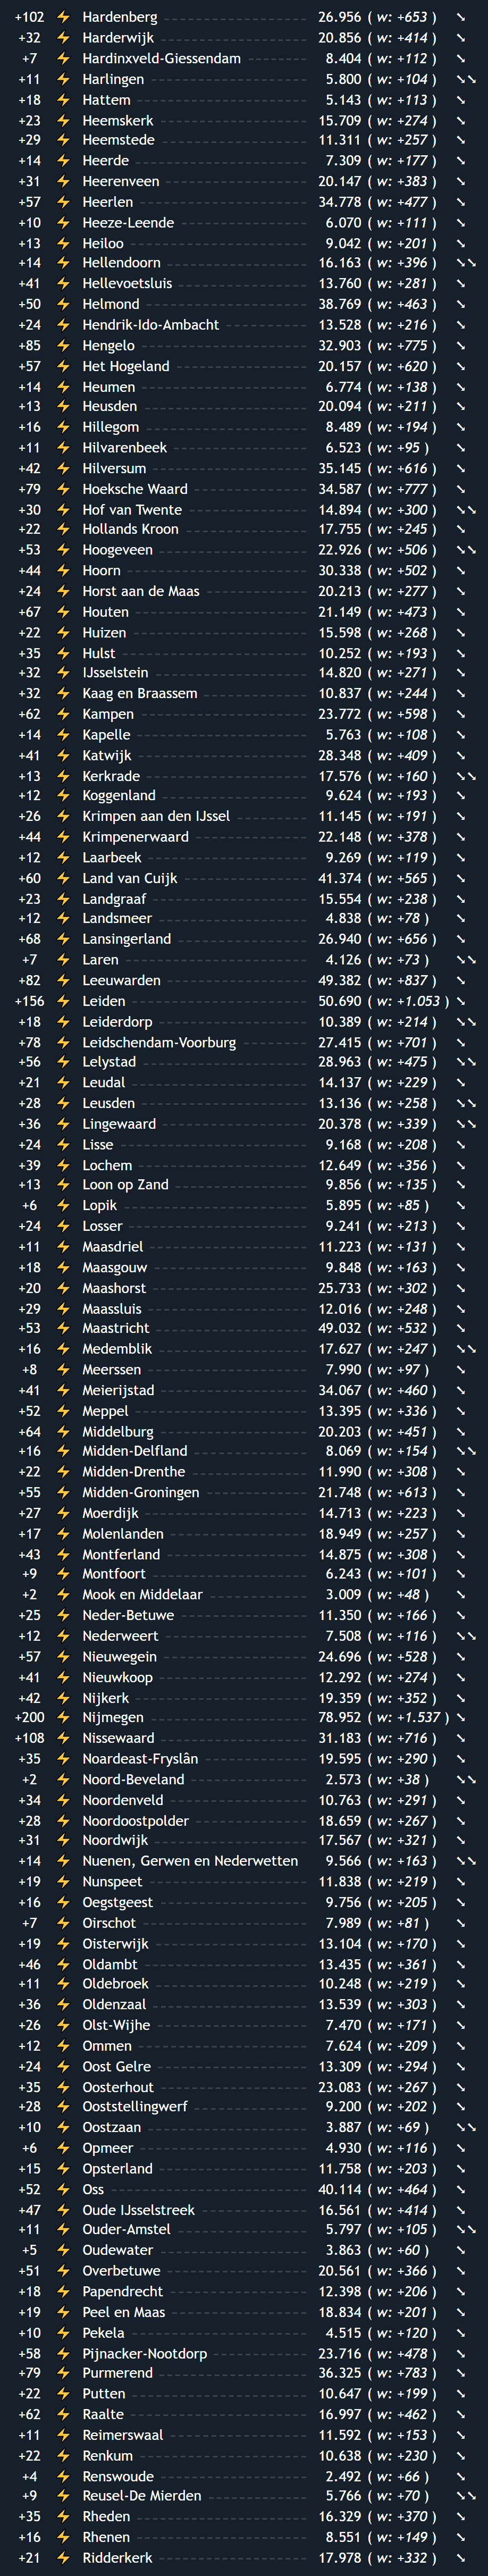 +102 ⚡ Hardenberg 26.956 ( w: +653 ) ↘
+32 ⚡ Harderwijk 20.856 ( w: +414 ) ↘
+7 ⚡ Hardinxveld-Giessendam 8.404 ( w: +112 ) ↘
+11 ⚡ Harlingen 5.800 ( w: +104 ) ↘↘
+18 ⚡ Hattem 5.143 ( w: +113 ) ↘
+23 ⚡ Heemskerk 15.709 ( w: +274 ) ↘
+29 ⚡ Heemstede 11.311 ( w: +257 ) ↘
+14 ⚡ Heerde 7.309 ( w: +177 ) ↘
+31 ⚡ Heerenveen 20.147 ( w: +383 ) ↘
+57 ⚡ Heerlen 34.778 ( w: +477 ) ↘
+10 ⚡ Heeze-Leende 6.070 ( w: +111 ) ↘
+13 ⚡ Heiloo 9.042 ( w: +201 ) ↘
+14 ⚡ Hellendoorn 16.163 ( w: +396 ) ↘↘
+41 ⚡ Hellevoetsluis 13.760 ( w: +281 ) ↘
+50 ⚡ Helmond 38.769 ( w: +463 ) ↘
+24 ⚡ Hendrik-Ido-Ambacht 13.528 ( w: +216 ) ↘
+85 ⚡ Hengelo 32.903 ( w: +775 ) ↘
+57 ⚡ Het Hogeland 20.157 ( w: +620 ) ↘
+14 ⚡ Heumen 6.774 ( w: +138 ) ↘
+13 ⚡ Heusden 20.094 ( w: +211 ) ↘
+16 ⚡ Hillegom 8.489 ( w: +194 ) ↘
+11 ⚡ Hilvarenbeek 6.523 ( w: +95 ) ↘
+42 ⚡ Hilversum 35.145 ( w: +616 ) ↘
+79 ⚡ Hoeksche Waard 34.587 ( w: +777 ) ↘
+30 ⚡ Hof van Twente 14.894 ( w: +300 ) ↘↘
+22 ⚡ Hollands Kroon 17.755 ( w: +245 ) ↘
+53 ⚡ Hoogeveen 22.926 ( w: +506 ) ↘↘
+44 ⚡ Hoorn 30.338 ( w: +502 ) ↘
+24 ⚡ Horst aan de Maas 20.213 ( w: +277 ) ↘
+67 ⚡ Houten 21.149 ( w: +473 ) ↘
+22 ⚡ Huizen 15.598 ( w: +268 ) ↘
+35 ⚡ Hulst 10.252 ( w: +193 ) ↘
+32 ⚡ IJsselstein 14.820 ( w: +271 ) ↘
+32 ⚡ Kaag en Braassem 10.837 ( w: +244 ) ↘
+62 ⚡ Kampen 23.772 ( w: +598 ) ↘
+14 ⚡ Kapelle 5.763 ( w: +108 ) ↘
+41 ⚡ Katwijk 28.348 ( w: +409 ) ↘
+13 ⚡ Kerkrade 17.576 ( w: +160 ) ↘↘
+12 ⚡ Koggenland 9.624 ( w: +193 ) ↘
+26 ⚡ Krimpen aan den IJssel 11.145 ( w: +191 ) ↘
+44 ⚡ Krimpenerwaard 22.148 ( w: +378 ) ↘
+12 ⚡ Laarbeek 9.269 ( w: +119 ) ↘
+60 ⚡ Land van Cuijk 41.374 ( w: +565 ) ↘
+23 ⚡ Landgraaf 15.554 ( w: +238 ) ↘
+12 ⚡ Landsmeer 4.838 ( w: +78 ) ↘
+68 ⚡ Lansingerland 26.940 ( w: +656 ) ↘
+7 ⚡ Laren 4.126 ( w: +73 ) ↘↘
+82 ⚡ Leeuwarden 49.382 ( w: +837 ) ↘
+156 ⚡ Leiden 50.690 ( w: +1.053 ) ↘
+18 ⚡ Leiderdorp 10.389 ( w: +214 ) ↘↘
+78 ⚡ Leidschendam-Voorburg 27.415 ( w: +701 ) ↘
+56 ⚡ Lelystad 28.963 ( w: +475 ) ↘↘
+21 ⚡ Leudal 14.137 ( w: +229 ) ↘
+28 ⚡ Leusden 13.136 ( w: +258 ) ↘↘
+36 ⚡ Lingewaard 20.378 ( w: +339 ) ↘↘
+24 ⚡ Lisse 9.168 ( w: +208 ) ↘
+39 ⚡ Lochem 12.649 ( w: +356 ) ↘
+13 ⚡ Loon op Zand 9.856 ( w: +135 ) ↘
+6 ⚡ Lopik 5.895 ( w: +85 ) ↘
+24 ⚡ Losser 9.241 ( w: +213 ) ↘
+11 ⚡ Maasdriel 11.223 ( w: +131 ) ↘
+18 ⚡ Maasgouw 9.848 ( w: +163 ) ↘
+20 ⚡ Maashorst 25.733 ( w: +302 ) ↘
+29 ⚡ Maassluis 12.016 ( w: +248 ) ↘
+53 ⚡ Maastricht 49.032 ( w: +532 ) ↘
+16 ⚡ Medemblik 17.627 ( w: +247 ) ↘↘
+8 ⚡ Meerssen 7.990 ( w: +97 ) ↘
+41 ⚡ Meierijstad 34.067 ( w: +460 ) ↘
+52 ⚡ Meppel 13.395 ( w: +336 ) ↘
+64 ⚡ Middelburg 20.203 ( w: +451 ) ↘
+16 ⚡ Midden-Delfland 8.069 ( w: +154 ) ↘↘
+22 ⚡ Midden-Drenthe 11.990 ( w: +308 ) ↘
+55 ⚡ Midden-Groningen 21.748 ( w: +613 ) ↘
+27 ⚡ Moerdijk 14.713 ( w: +223 ) ↘
+17 ⚡ Molenlanden 18.949 ( w: +257 ) ↘
+43 ⚡ Montferland 14.875 ( w: +308 ) ↘
+9 ⚡ Montfoort 6.243 ( w: +101 ) ↘
+2 ⚡ Mook en Middelaar 3.009 ( w: +48 ) ↘
+25 ⚡ Neder-Betuwe 11.350 ( w: +166 ) ↘
+12 ⚡ Nederweert 7.508 ( w: +116 ) ↘↘
+57 ⚡ Nieuwegein 24.696 ( w: +528 ) ↘
+41 ⚡ Nieuwkoop 12.292 ( w: +274 ) ↘
+42 ⚡ Nijkerk 19.359 ( w: +352 ) ↘
+200 ⚡ Nijmegen 78.952 ( w: +1.537 ) ↘
+108 ⚡ Nissewaard 31.183 ( w: +716 ) ↘
+35 ⚡ Noardeast-Fryslân 19.595 ( w: +290 ) ↘
+2 ⚡ Noord-Beveland 2.573 ( w: +38 ) ↘↘
+34 ⚡ Noordenveld 10.763 ( w: +291 ) ↘
+28 ⚡ Noordoostpolder 18.659 ( w: +267 ) ↘
+31 ⚡ Noordwijk 17.567 ( w: +321 ) ↘
+14 ⚡ Nuenen, Gerwen en Nederwetten 9.566 ( w: +163 ) ↘↘
+19 ⚡ Nunspeet 11.838 ( w: +219 ) ↘
+16 ⚡ Oegstgeest 9.756 ( w: +205 ) ↘
+7 ⚡ Oirschot 7.989 ( w: +81 ) ↘
+19 ⚡ Oisterwijk 13.104 ( w: +170 ) ↘
+46 ⚡ Oldambt 13.435 ( w: +361 ) ↘
+11 ⚡ Oldebroek 10.248 ( w: +219 ) ↘
+36 ⚡ Oldenzaal 13.539 ( w: +303 ) ↘
+26 ⚡ Olst-Wijhe 7.470 ( w: +171 ) ↘
+12 ⚡ Ommen 7.624 ( w: +209 ) ↘
+24 ⚡ Oost Gelre 13.309 ( w: +294 ) ↘
+35 ⚡ Oosterhout 23.083 ( w: +267 ) ↘
+28 ⚡ Ooststellingwerf 9.200 ( w: +202 ) ↘
+10 ⚡ Oostzaan 3.887 ( w: +69 ) ↘↘
+6 ⚡ Opmeer 4.930 ( w: +116 ) ↘
+15 ⚡ Opsterland 11.758 ( w: +203 ) ↘
+52 ⚡ Oss 40.114 ( w: +464 ) ↘
+47 ⚡ Oude IJsselstreek 16.561 ( w: +414 ) ↘
+11 ⚡ Ouder-Amstel 5.797 ( w: +105 ) ↘↘
+5 ⚡ Oudewater 3.863 ( w: +60 ) ↘
+51 ⚡ Overbetuwe 20.561 ( w: +366 ) ↘
+18 ⚡ Papendrecht 12.398 ( w: +206 ) ↘
+19 ⚡ Peel en Maas 18.834 ( w: +201 ) ↘
+10 ⚡ Pekela 4.515 ( w: +120 ) ↘
+58 ⚡ Pijnacker-Nootdorp 23.716 ( w: +478 ) ↘
+79 ⚡ Purmerend 36.325 ( w: +783 ) ↘
+22 ⚡ Putten 10.647 ( w: +199 ) ↘
+62 ⚡ Raalte 16.997 ( w: +462 ) ↘
+11 ⚡ Reimerswaal 11.592 ( w: +153 ) ↘
+22 ⚡ Renkum 10.638 ( w: +230 ) ↘
+4 ⚡ Renswoude 2.492 ( w: +66 ) ↘
+9 ⚡ Reusel-De Mierden 5.766 ( w: +70 ) ↘↘
+35 ⚡ Rheden 16.329 ( w: +370 ) ↘
+16 ⚡ Rhenen 8.551 ( w: +149 ) ↘
+21 ⚡ Ridderkerk 17.978 ( w: +332 ) ↘